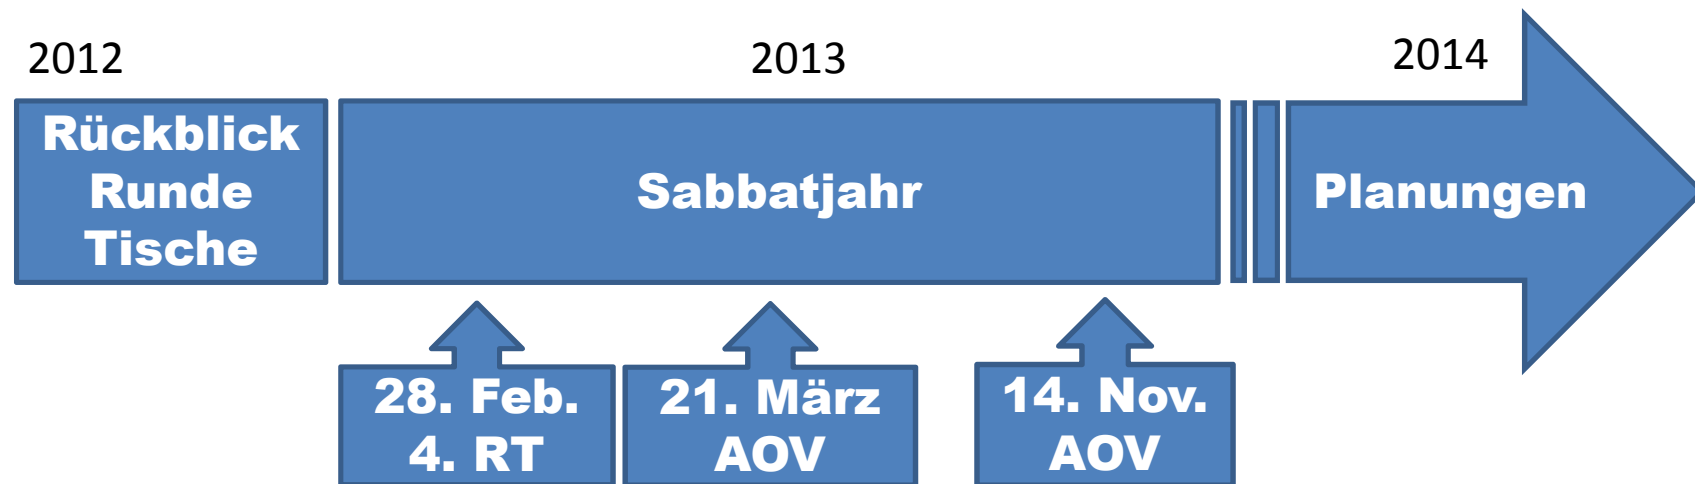 2012
2013
2014
Rückblick
Runde
Tische
Sabbatjahr
Planungen
28. Feb.
4. RT
21. März
AOV
14. Nov.
AOV